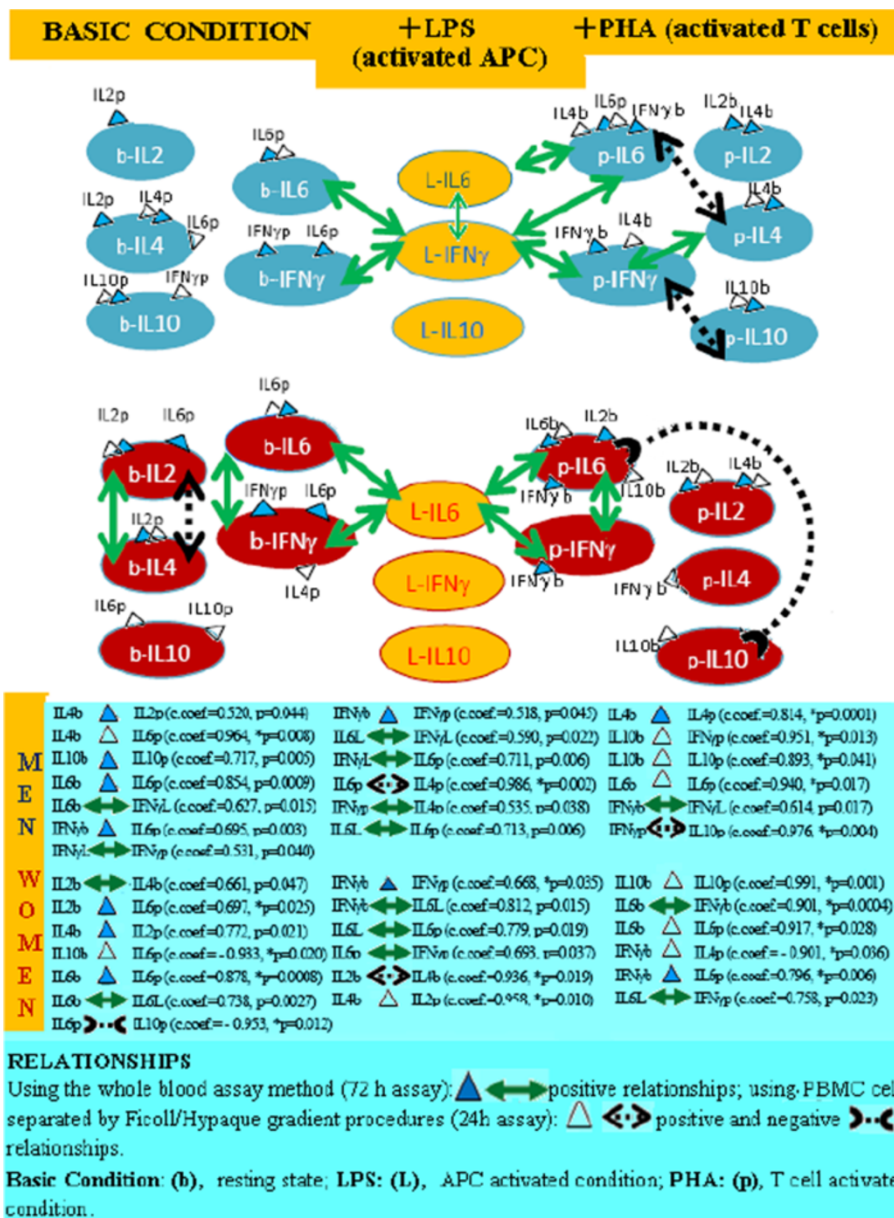 BASIC CONDITION
+LPS
(activated APC)
+PHA (activated T cells)
IL2p
b-IL2
IL2p
IL4p
IL6p
b-IL4
IL10p
IFNγp
b-IL10
IL6p
b-IL6
IFNγp
IL6p
b-IFNγ
L-IL6
L-IFNγ
L-IL10
IL4b
IL6p
IFNγb
p-IL6
IFNγb
IL4b
p-IFNγ
IL2b
IL4b
p-IL2
IL4b
p-IL4
IL10b
p-IL10
IL2p
IL6p
b-IL2
IL2p
b-IL4
IL6p
IL10p
b-IL10
IL6p
b-IL6
IFNγp
IL6p
b-IFNγ
IL4p
L-IL6
L-IFNγ
L-IL10
IL6b
IL2b
p-IL6
IFNγb
IL10b
p-IFNγ
IFNγb
IL2b
IL4b
p-IL2
IFNγb
p-IL4
IL10b
p-IL10
MEN
IL4b IL2p (c.coef.=0.520, p=0.044)
IL4b IL6p (c.coef.=0.964, *p=0.008)
IL10b IL10p (c.coef.=0.717, p=0.005)
IL6b IL6p (c.coef.=0.854, p=0.0009)
IL6b IFNγL (c.coef.=0.627, p=0.015)
IFNγb IL6p (c.coef.=0.695, p=0.003)
IFNγL IFNγp (c.coef.=0.531, p=0.040)
IFNγb IFNγp (c.coef.=0.518, p=0.045)
IL6L IFNγL (c.coef.=0.590, p=0.022)
IFNγL IL6p (c.coef.=0.711, p=0.006)
IL6p IL4p (c.coef.=0.986, *p=0.002)
IFNγp IL4p (c.coef.=0.535, p=0.038)
IL6L IL6p (c.coef.=0.713, p=0.006)
IL4b IL4p (c.coef.=0.814, *p=0.0001)
IL10b IFNγp (c.coef.=0.951, *p=0.013)
IL10b IL10p (c.coef.=0.893, *p=0.041)
IL6b IL6p (c.coef.=0.940, *p=0.017)
IFNγb IFNγL (c.coef.=0.614, p=0.017)
IFNγp IL10p (c.coef.=0.976, *p=0.004)
WOMEN
IL2b IL4b (c.coef.=0.661, p=0.047)
IL2b IL6p (c.coef.=0.697, *p=0.025)
IL4b IL2p (c.coef.=0.772, p=0.021)
IL10b IL6p (c.coef.= - 0.933, *p=0.020)
IL6b IL6p (c.coef.=0.878, *p=0.0008)
IL6b IL6L (c.coef.=0.738, p=0.0027)
IL6p IL10p (c.coef.= - 0.953, *p=0.012)
IFNγb IFNγp (c.coef.=0.668, *p=0.035)
IFNγb IL6L (c.coef.=0.812, p=0.015)
IL6L IL6p (c.coef.=0.779, p=0.019)
IL6p IFNγp (c.coef.=0.693, p=0.037)
IL2b IL4b (c.coef.=0.936, *p=0.019)
IL4b IL2p (c.coef.=0.958, *p=0.010)
IL10b IL10p (c.coef.=0.991, *p=0.001)
IL6b IFNγb (c.coef.=0.901, *p=0.0004)
IL6b IL6p (c.coef.=0.917, *p=0.028)
IFNγb IL4p (c.coef.= - 0.901, *p=0.036)
IFNγb IL6p (c.coef.=0.796, *p=0.006)
IL6L IFNγp (c.coef.=0.758, p=0.023)
RELATIONSHIPS
Using the whole blood assay method (72 h assay): positive relationships; using PBMC cel
separated by Ficoll/Hypaque gradient procedures (24h assay): positive and negative
relationships.
Basic Condition: (b), resting state; LPS: (L), APC activated condition; PHA: (p), T cell activate
condition.